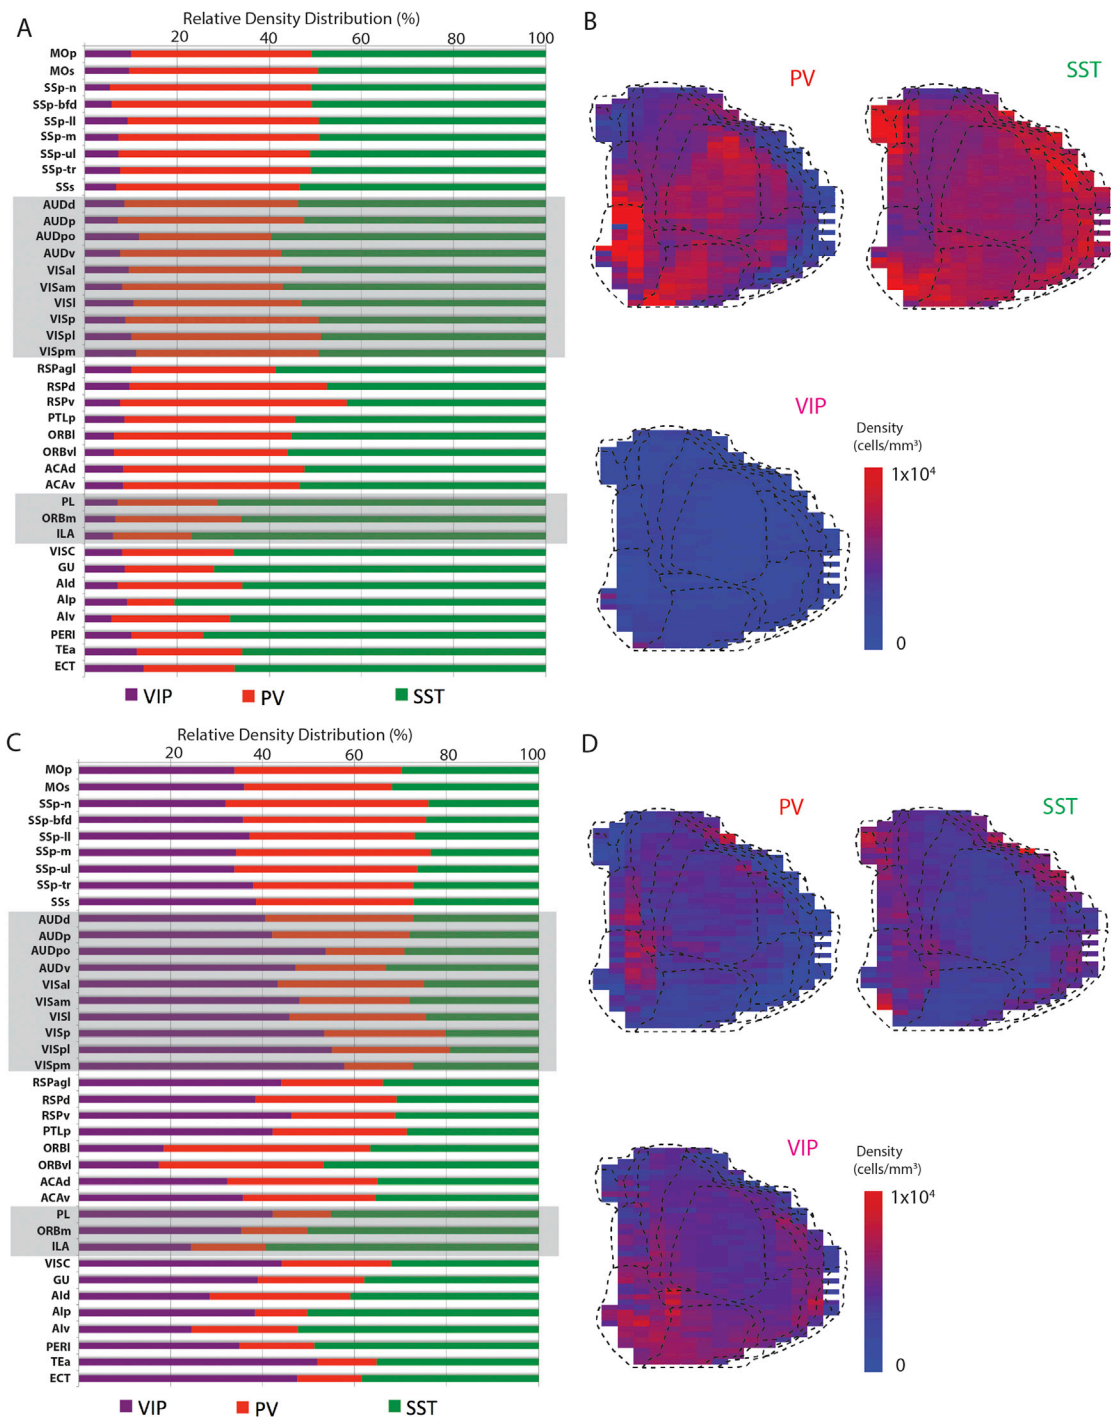 A
Relative Density Distribution (%)
20 40 60 80 100
MOp
MOs
SSp-n
SSp-bfd
SSp-ll
SSp-m
SSp-ul
SSp-tr
SSs
AUDd
AUDp
AUDpo
AUDv
VISal
VISam
VISl
VISp
VISpl
VISpm
RSPagl
RSPd
RSPv
PTLp
ORBl
ORBvl
ACAd
ACAv
PL
ORBm
ILA
VISC
GU
AId
AIp
AIv
PERI
TEa
ECT
VIP PV SST
B
PV
SST
VIP
Density
(cells/mm³)
1x10⁴
0
C
Relative Density Distribution (%)
20 40 60 80 100
MOp
MOs
SSp-n
SSp-bfd
SSp-ll
SSp-m
SSp-ul
SSp-tr
SSs
AUDd
AUDp
AUDpo
AUDv
VISal
VISam
VISl
VISp
VISpl
VISpm
RSPagl
RSPd
RSPv
PTLp
ORBl
ORBvl
ACAd
ACAv
PL
ORBm
ILA
VISC
GU
AId
AIp
AIv
PERI
TEa
ECT
VIP PV SST
D
PV
SST
VIP
Density
(cells/mm³)
1x10⁴
0